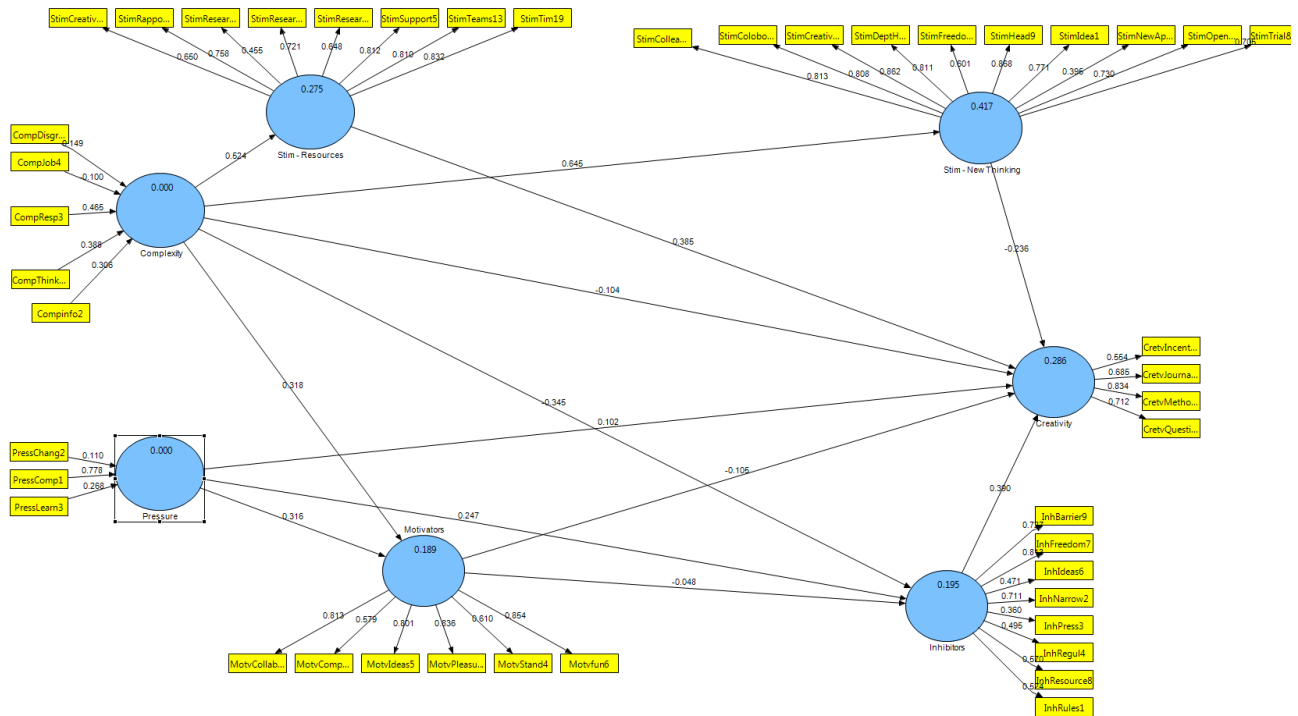 StimCreativ...
StimRappo...
StimResear...
StimResear...
StimResear...
StimSupport5
StimTeams13
StimTim19
0.650
0.758
0.455
0.721
0.648
0.812
0.810
0.832
0.275
Stim - Resources
StimCollea...
StimColobo...
StimCreativ...
StimDeptH...
StimFreedo...
StimHead9
StimIdea1
StimNewAp...
StimOpen...
StimTrial8
0.813
0.808
0.862
0.811
0.601
0.868
0.771
0.395
0.730
0.705
0.417
Stim - New Thinking
CompDisgr...
CompJob4
CompResp3
CompThink...
Compinfo2
0.149
-0.100
0.465
0.388
0.306
0.000
Complexity
0.524
0.645
0.385
-0.236
-0.104
0.318
-0.345
0.102
-0.105
0.390
0.316
0.247
-0.048
0.286
Creativity
CretvIncent...
CretvJourna...
CretvMetho...
CretvQuesti...
0.554
0.685
0.834
0.712
PressChang2
PressComp1
PressLearn3
0.110
0.778
0.268
0.000
Pressure
Motivators
0.189
0.813
0.579
0.801
0.836
0.610
0.854
MotvCollab...
MotvComp...
MotvIdeas5
MotvPleasu...
MotvStand4
Motvfun6
0.195
Inhibitors
InhBarrier9
InhFreedom7
InhIdeas6
InhNarrow2
InhPress3
InhRegul4
InhResource8
InhRules1
0.471
0.711
0.360
0.495
0.570